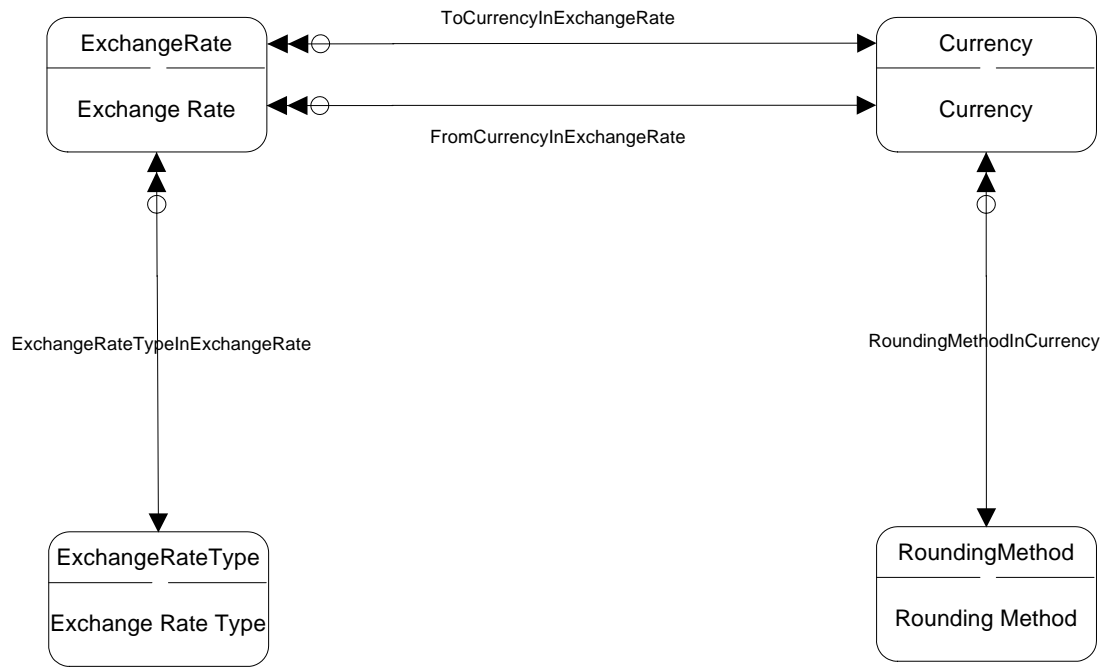 ToCurrencyInExchangeRate
ExchangeRate
Currency
Exchange Rate
Currency
FromCurrencyInExchangeRate
ExchangeRateTypeInExchangeRate
RoundingMethodInCurrency
ExchangeRateType
RoundingMethod
Exchange Rate Type
Rounding Method